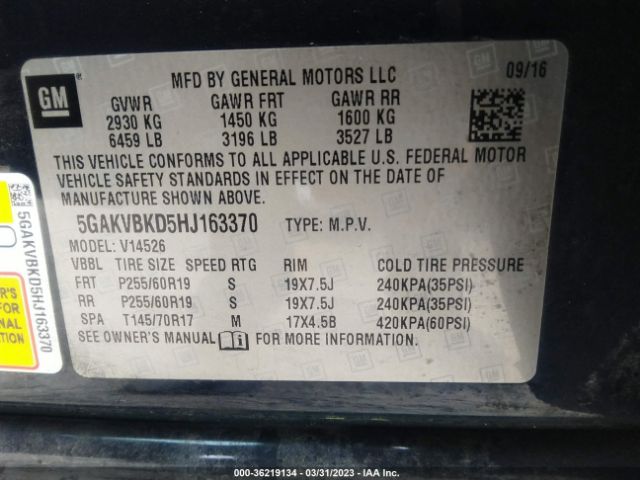 GM
MFD BY GENERAL MOTORS LLC 09/16
GVWR GAWR FRT GAWR RR
2930 KG 1450 KG 1600 KG
6459 LB 3196 LB 3527 LB
THIS VEHICLE CONFORMS TO ALL APPLICABLE U.S. FEDERAL MOTOR
VEHICLE SAFETY STANDARDS IN EFFECT ON THE DATE OF
MANUFACTURE SHOWN ABOVE.
5GAKVBKD5HJ163370 TYPE: M.P.V.
MODEL: V14526
VBBL TIRE SIZE SPEED RTG RIM COLD TIRE PRESSURE
FRT P255/60R19 S 19X7.5J 240KPA(35PSI)
RR P255/60R19 S 19X7.5J 240KPA(35PSI)
SPA T145/70R17 M 17X4.5B 420KPA(60PSI)
SEE OWNER'S MANUAL FOR MORE INFORMATION.
5GAKVBKD5HJ163370
R'S
FOR
NAL
ATION
000-36219134 - 03/31/2023 - IAA Inc.